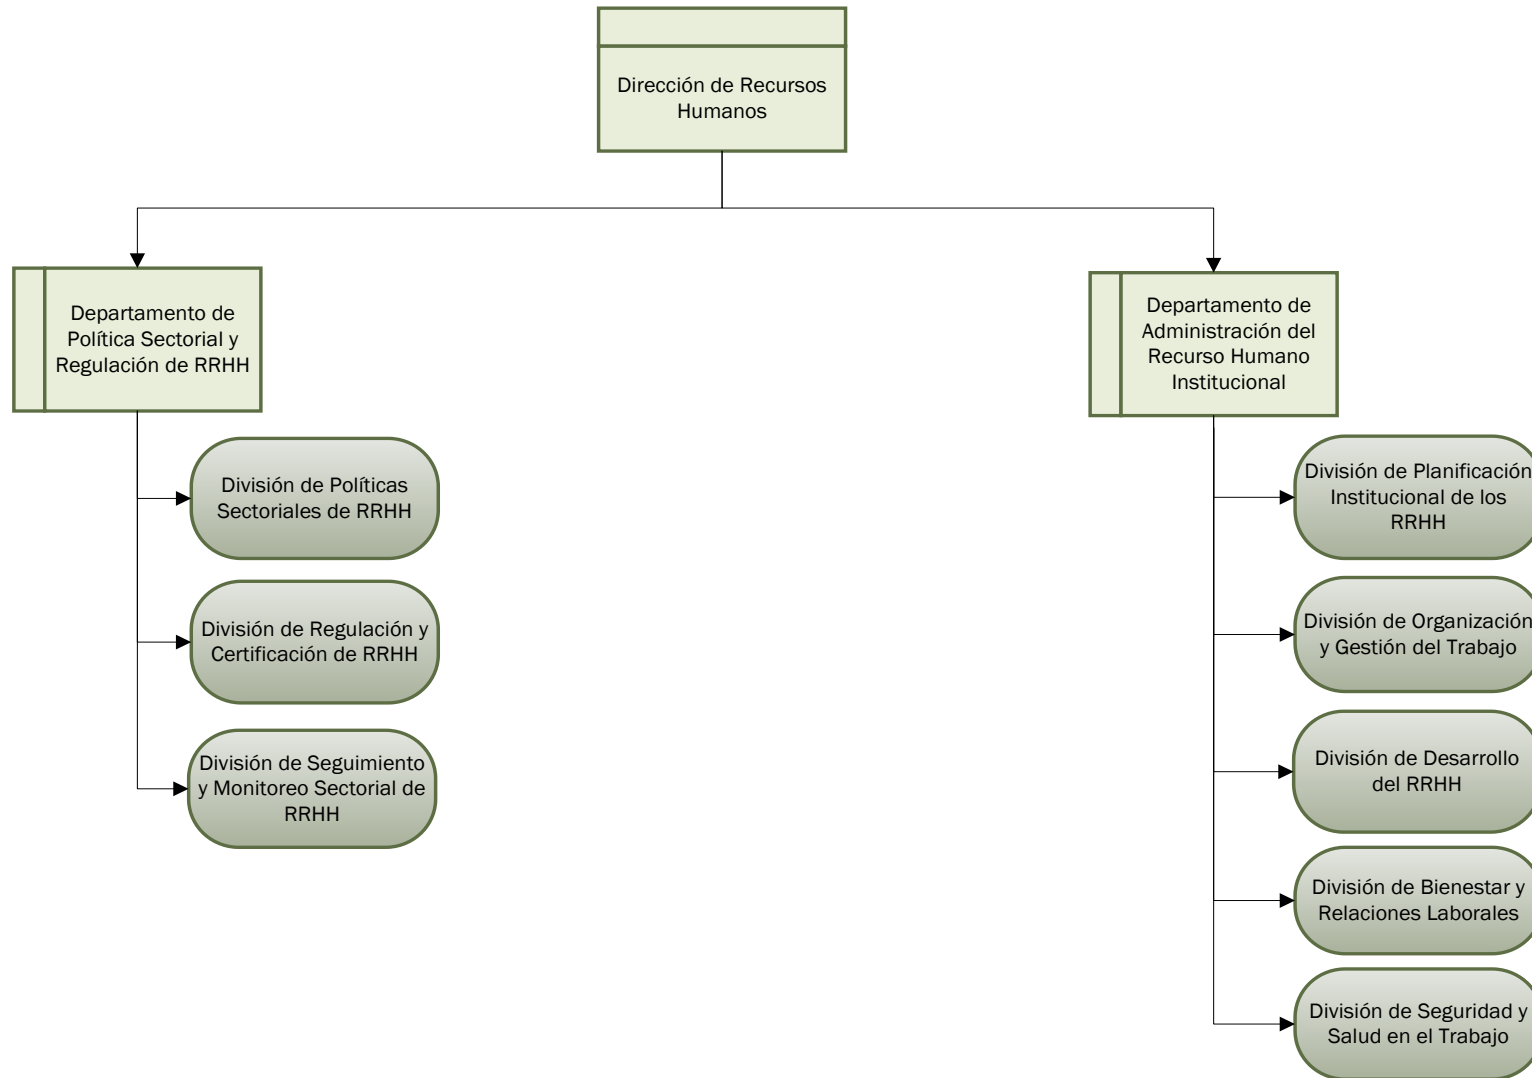 Dirección de Recursos
Humanos
Departamento de
Política Sectorial y
Regulación de RRHH
División de Políticas
Sectoriales de RRHH
División de Regulación y
Certificación de RRHH
División de Seguimiento
y Monitoreo Sectorial de
RRHH
Departamento de
Administración del
Recurso Humano
Institucional
División de Planificación
Institucional de los
RRHH
División de Organización
y Gestión del Trabajo
División de Desarrollo
del RRHH
División de Bienestar y
Relaciones Laborales
División de Seguridad y
Salud en el Trabajo